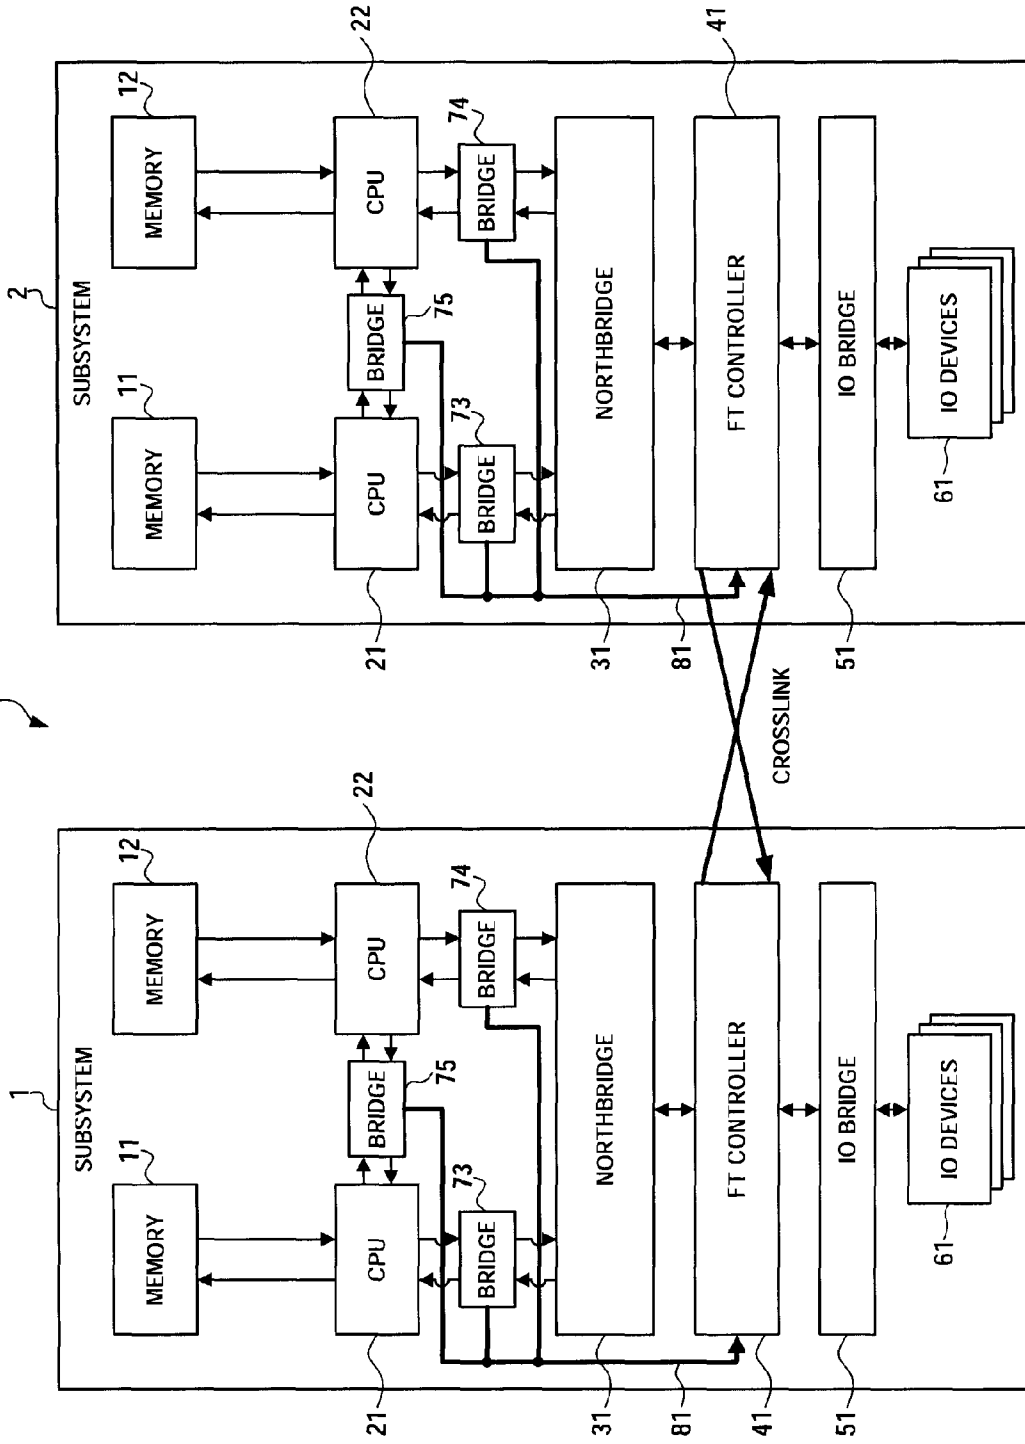 1
SUBSYSTEM
11
MEMORY
12
MEMORY
21
CPU
75
BRIDGE
22
CPU
73
BRIDGE
74
BRIDGE
31
NORTHBRIDGE
81
41
FT CONTROLLER
51
IO BRIDGE
61
IO DEVICES
CROSSLINK
2
SUBSYSTEM
11
MEMORY
12
MEMORY
21
CPU
75
BRIDGE
22
CPU
73
BRIDGE
74
BRIDGE
31
NORTHBRIDGE
81
41
FT CONTROLLER
51
IO BRIDGE
61
IO DEVICES